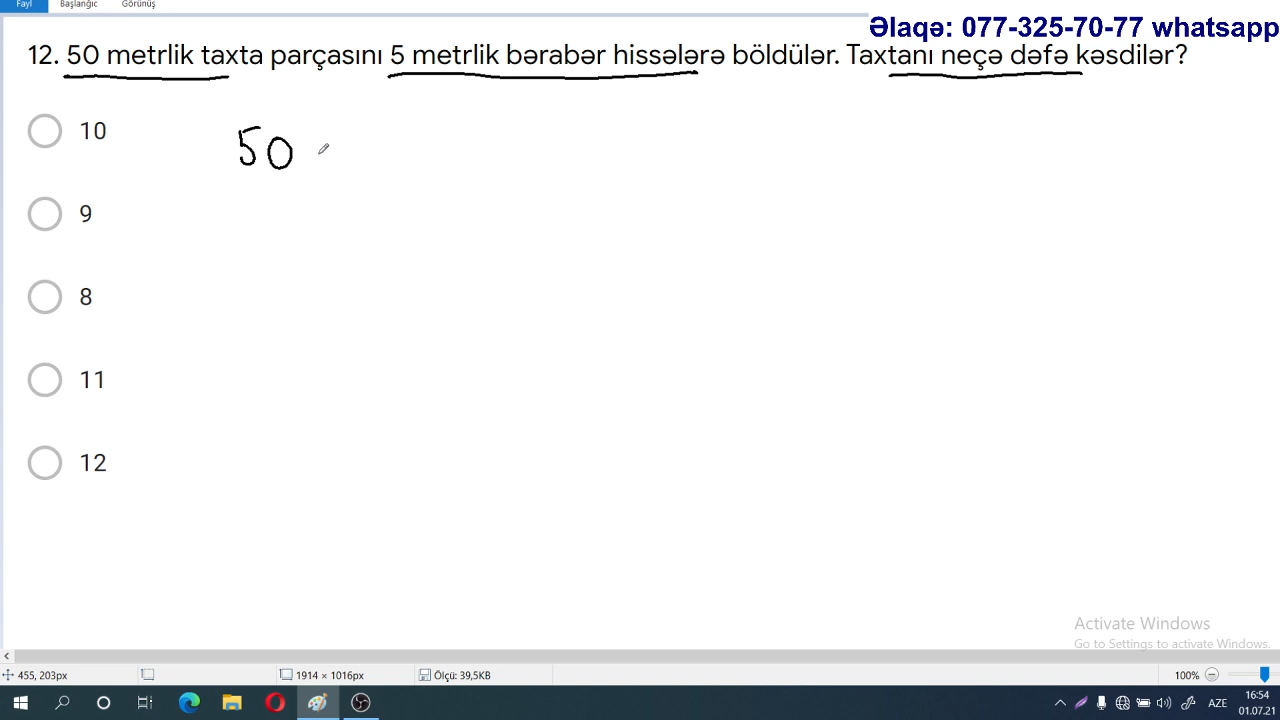 Fayl Başlanğıc Görünüş
Əlaqə: 077-325-70-77 whatsapp
12. 50 metrlik taxta parçasını 5 metrlik bərabər hissələrə böldülər. Taxtanı neçə dəfə kəsdilər?
10
50
9
8
11
12
Activate Windows
Go to Settings to activate Windows.
455, 203px 1914 × 1016px Ölçü: 39,5KB 100%
AZE 16:54
01.07.21